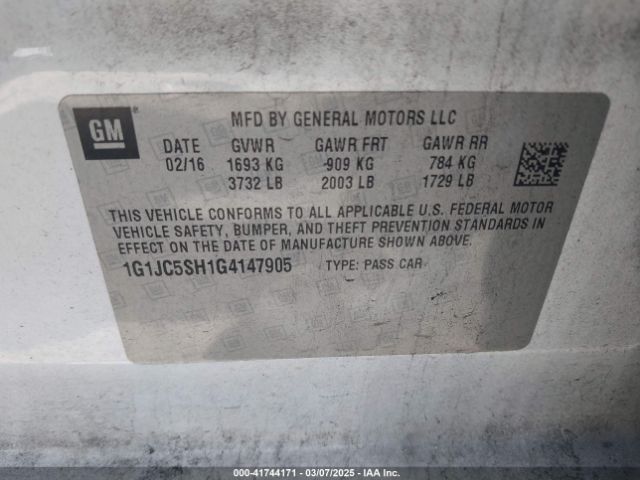 GM
MFD BY GENERAL MOTORS LLC
DATE GVWR GAWR FRT GAWR RR
02/16 1693 KG 909 KG 784 KG
3732 LB 2003 LB 1729 LB
THIS VEHICLE CONFORMS TO ALL APPLICABLE U.S. FEDERAL MOTOR
VEHICLE SAFETY, BUMPER, AND THEFT PREVENTION STANDARDS IN
EFFECT ON THE DATE OF MANUFACTURE SHOWN ABOVE.
1G1JC5SH1G4147905 TYPE: PASS CAR
000-41744171 | 03/07/2025 | IAA Inc.